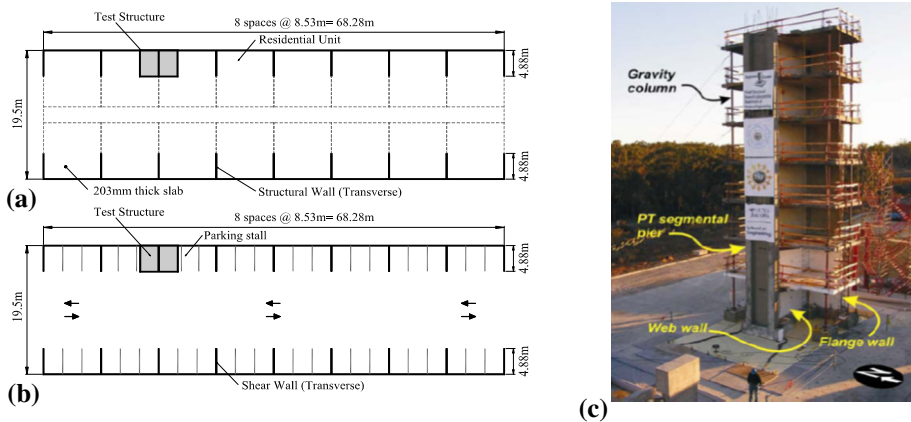 Test Structure
8 spaces @ 8.53m= 68.28m
Residential Unit
4.88m
19.5m
4.88m
203mm thick slab
Structural Wall (Transverse)
(a)
Test Structure
8 spaces @ 8.53m= 68.28m
Parking stall
4.88m
19.5m
4.88m
Shear Wall (Transverse)
(b)
Gravity
column
PT segmental
pier
Web wall
Flange wall
N
(c)